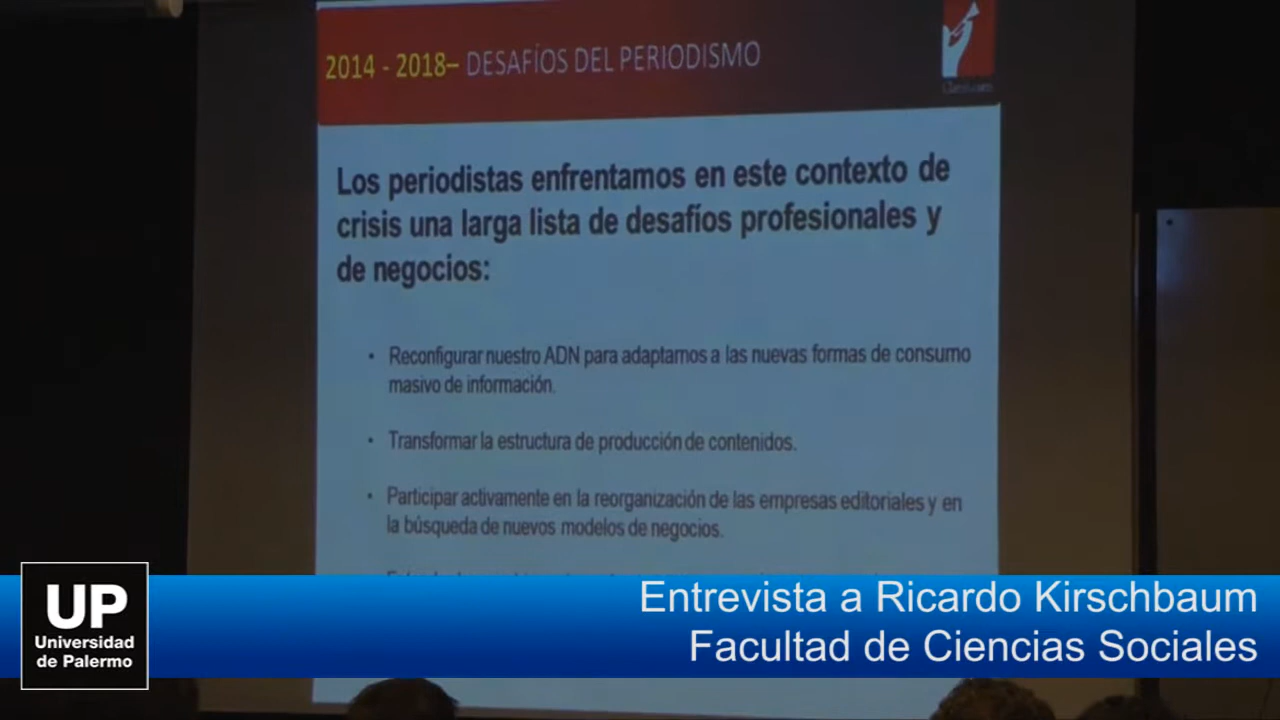 2014 - 2018– DESAFÍOS DEL PERIODISMO
Los periodistas enfrentamos en este contexto de
crisis una larga lista de desafíos profesionales y
de negocios:
• Reconfigurar nuestro ADN para adaptarnos a las nuevas formas de consumo
masivo de información.
• Transformar la estructura de producción de contenidos.
• Participar activamente en la reorganización de las empresas editoriales y en
la búsqueda de nuevos modelos de negocios.
UP
Universidad
de Palermo
Entrevista a Ricardo Kirschbaum
Facultad de Ciencias Sociales